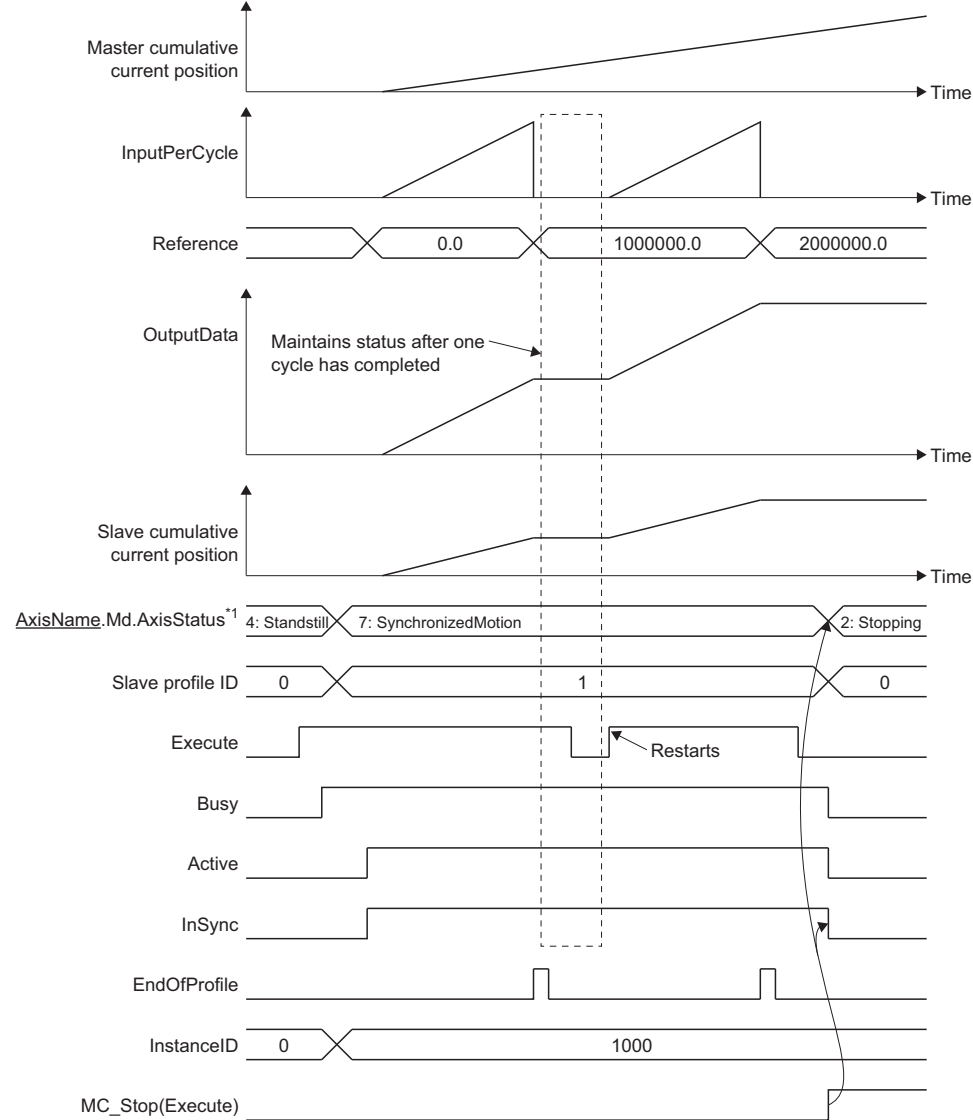 Master cumulative
current position
Time
InputPerCycle
Time
Reference
0.0
1000000.0
2000000.0
OutputData
Maintains status after one
cycle has completed
Time
Slave cumulative
current position
Time
AxisName.Md.AxisStatus*1
4: Standstill
7: SynchronizedMotion
2: Stopping
Slave profile ID
0
1
0
Execute
Restarts
Busy
Active
InSync
EndOfProfile
InstanceID
0
1000
MC_Stop(Execute)